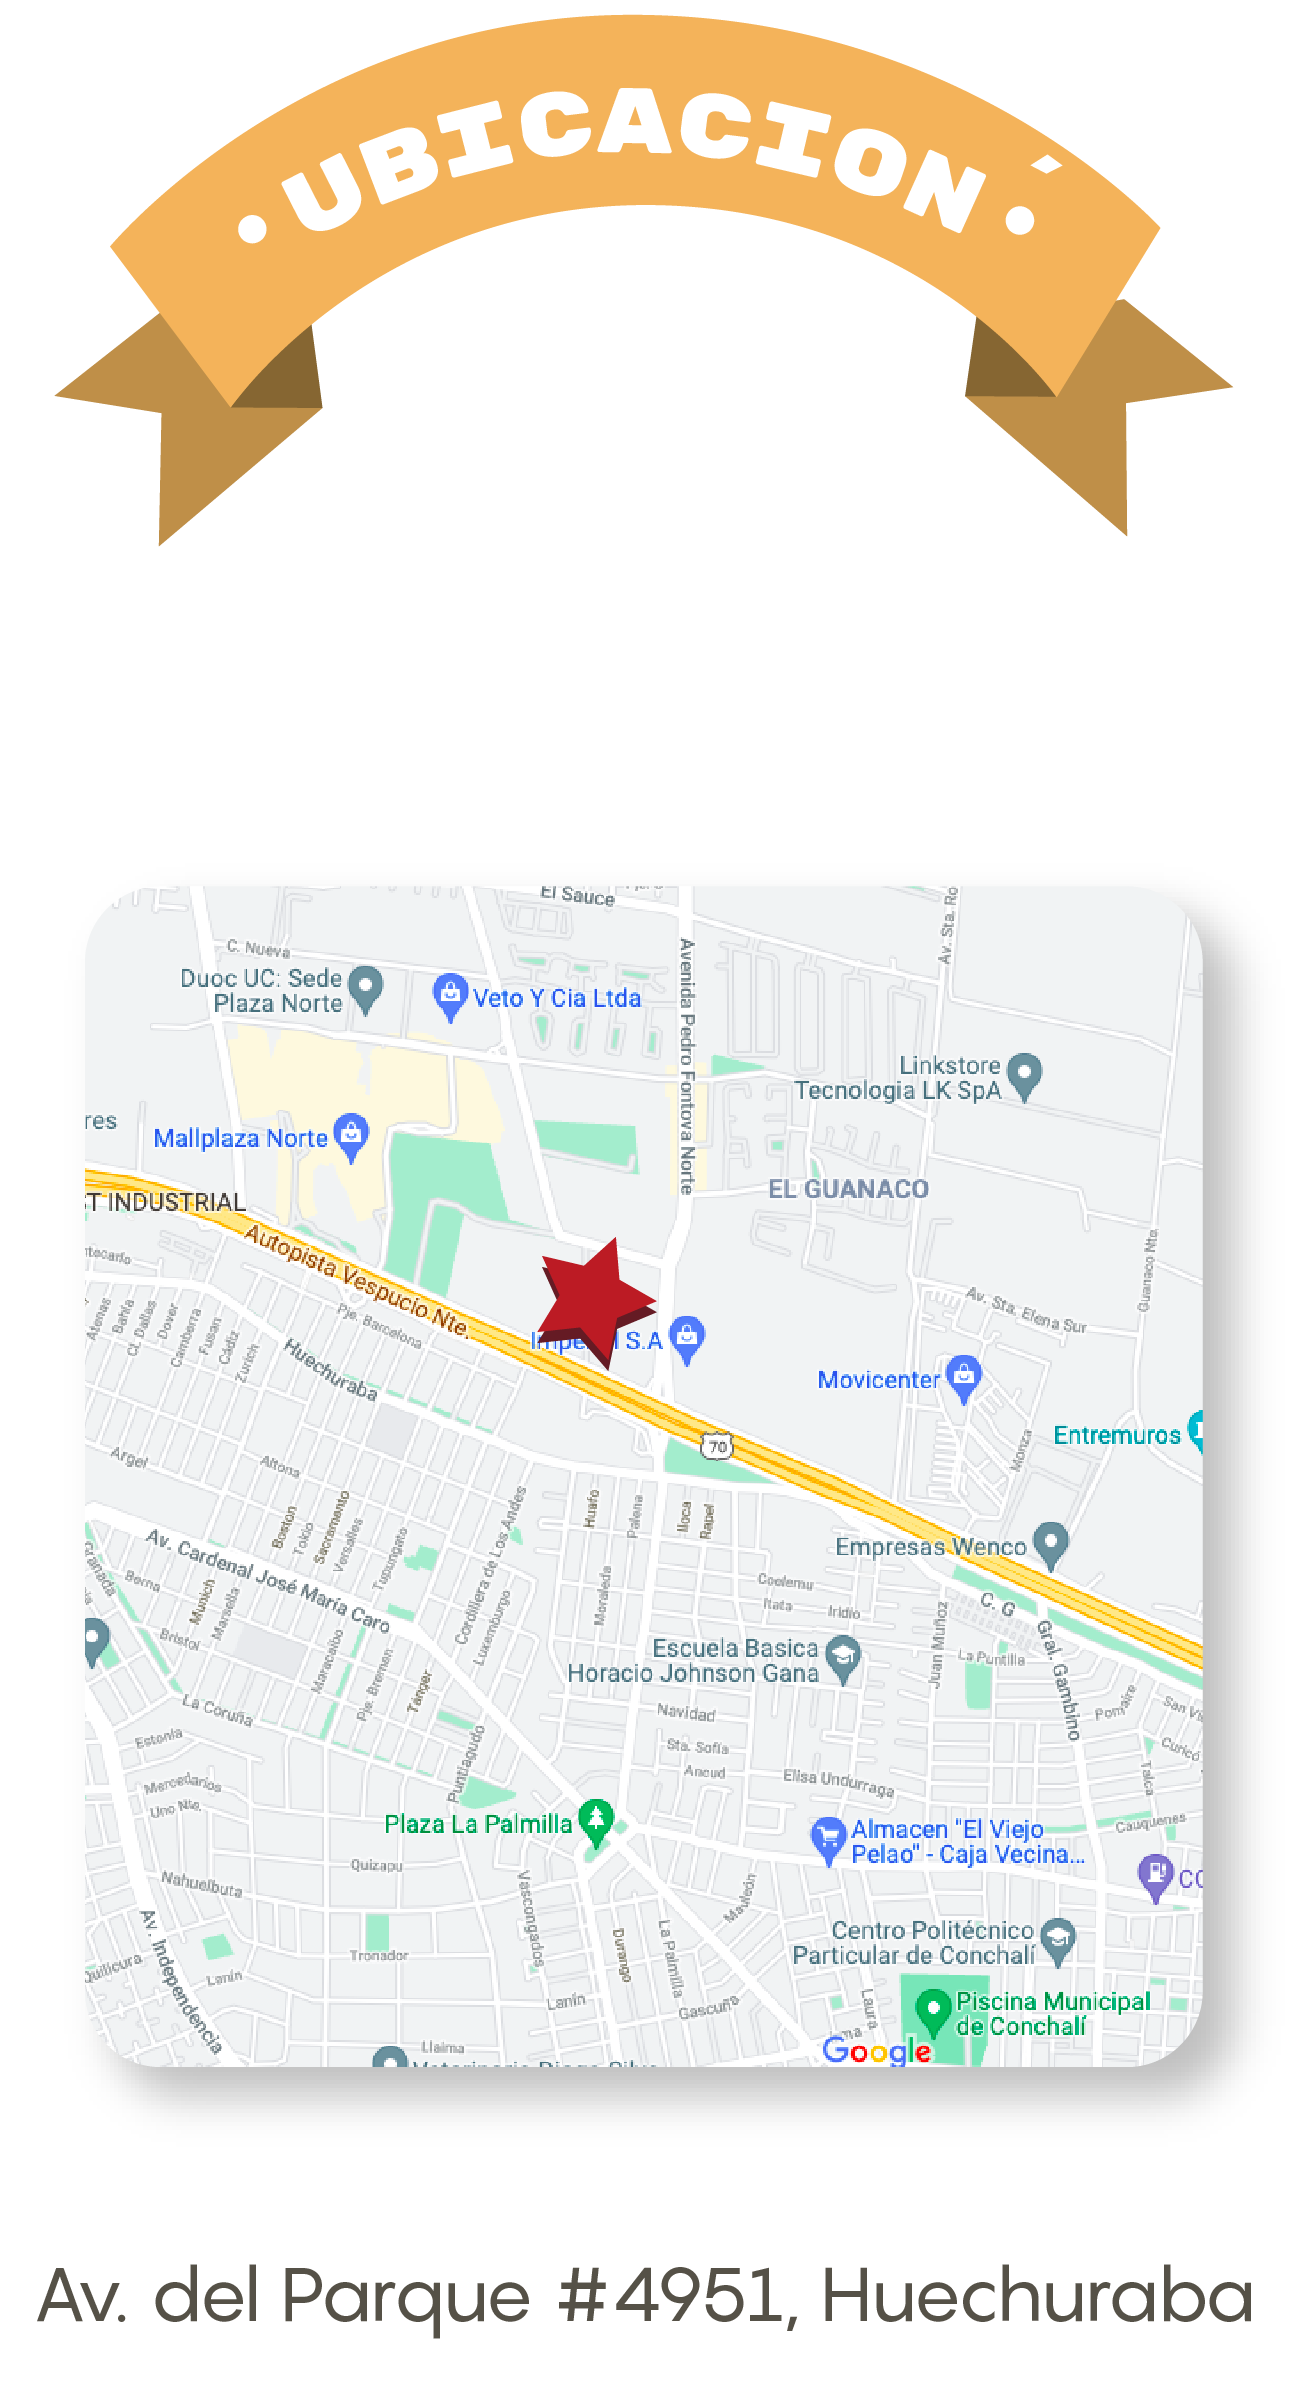 • UBICACION´ •
El Sauce
C. Nueva
Duoc UC: Sede
Plaza Norte
Veto Y Cia Ltda
Avenida Pedro Fontova Norte
Av. Sta. Ro
Linkstore
Tecnologia LK SpA
res
Mallplaza Norte
EL GUANACO
T INDUSTRIAL
Autopista Vespucio Nte.
Guanaco Nte.
Av. Sta. Elena Sur
Atenas
Bahía
Cl. Dallas
Dover
Camberra
Fusan
Cádiz
Zurich
Pje. Barcelona
Huechuraba
S.A
Movicenter
Entremuros
70
Monza
Argel
Altona
Boston
Tokio
Sacramento
Versalles
Tupungato
Cordillera de Los Andes
Huafo
Palena
Iloca
Rapel
Av. Cardenal José María Caro
Empresas Wenco
Granada
Berna
Munich
Marsella
Bristol
Maracaibo
Pje. Bremen
Tánger
Luxemburgo
Moraleda
Coelemu
Itata
Iridio
Juan Muñoz
C. G
Gral. Gambino
La Puntilla
Escuela Basica
Horacio Johnson Gana
Pomaire
San Vi
Curicó
Talca
La Coruña
Estonia
Puntiagudo
Navidad
Sta. Sofía
Ancud
Elisa Undurraga
Mercedarios
Uno Nte.
Plaza La Palmilla
Almacen "El Viejo
Pelao" - Caja Vecina...
Cauquenes
CO
Quizapu
Nahuelbuta
Vascongados
Mauleón
Av. Independencia
Durango
La Palmilla
Centro Politécnico
Particular de Conchalí
Tronador
Quilicura
Lanín
Lanín
Gascuña
Laura
Piscina Municipal
de Conchalí
Llaima
Google
Av. del Parque #4951, Huechuraba